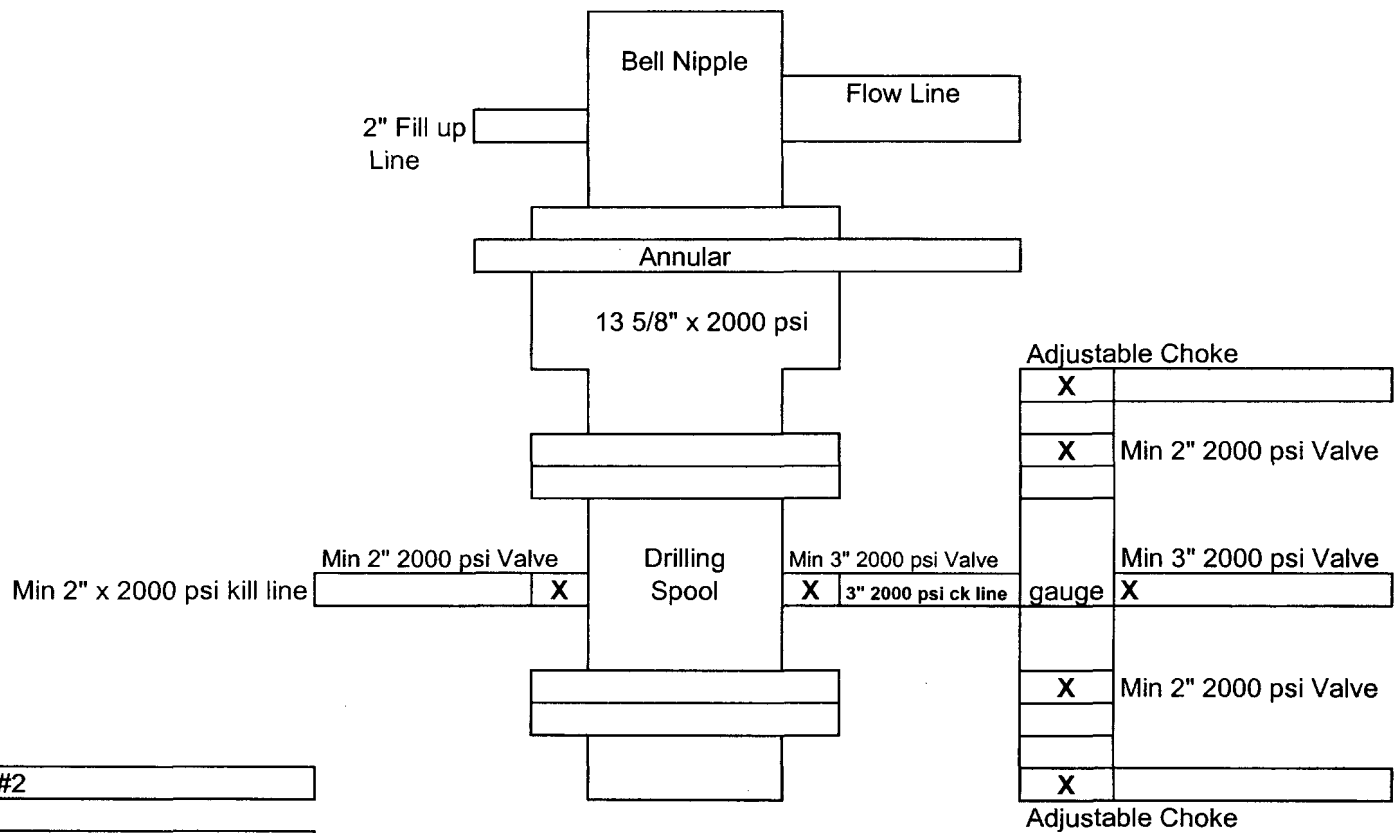 Bell Nipple
Flow Line
2" Fill up
Line
Annular
13 5/8" x 2000 psi
Adjustable Choke
X
X Min 2" 2000 psi Valve
Min 2" 2000 psi Valve
Drilling
Spool
Min 3" 2000 psi Valve
Min 3" 2000 psi Valve
Min 2" x 2000 psi kill line
X
X
3" 2000 psi ck line
gauge
X
X Min 2" 2000 psi Valve
#2
X
Adjustable Choke